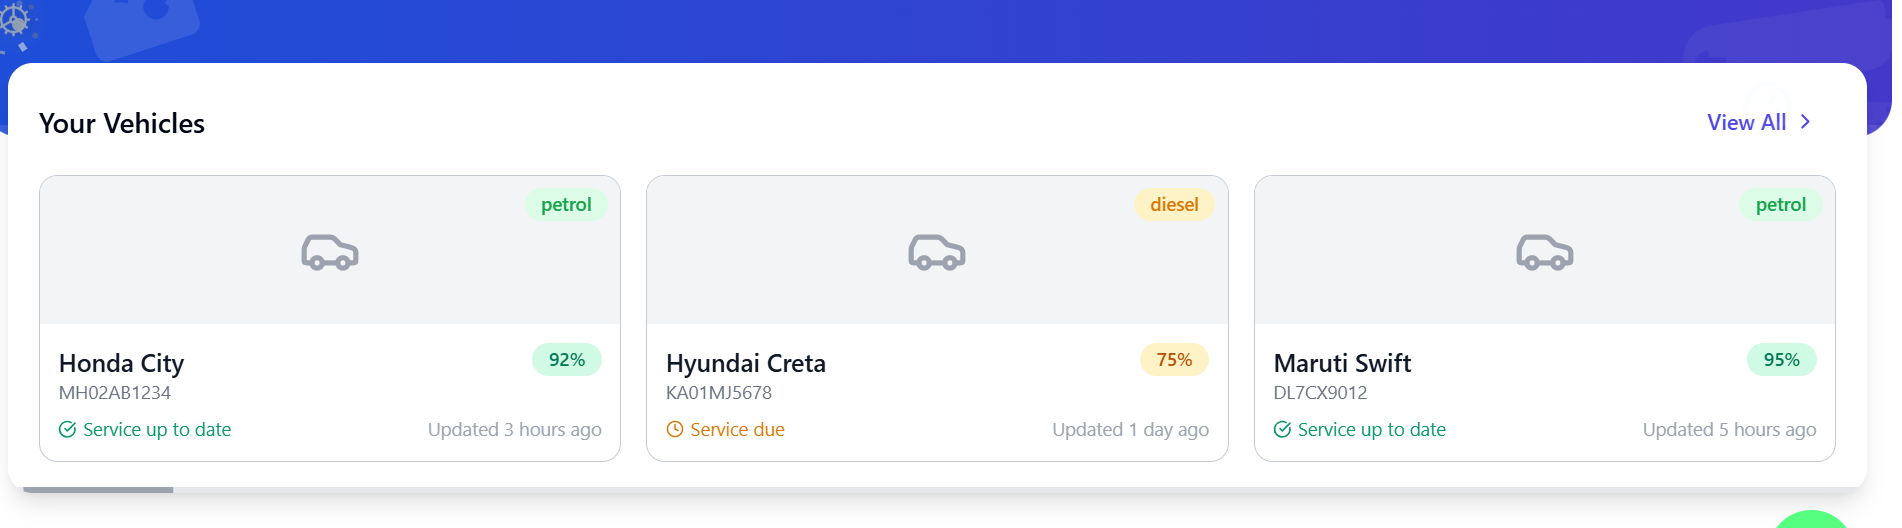 Your Vehicles
View All
petrol
Honda City
92%
MH02AB1234
Service up to date
Updated 3 hours ago
diesel
Hyundai Creta
75%
KA01MJ5678
Service due
Updated 1 day ago
petrol
Maruti Swift
95%
DL7CX9012
Service up to date
Updated 5 hours ago